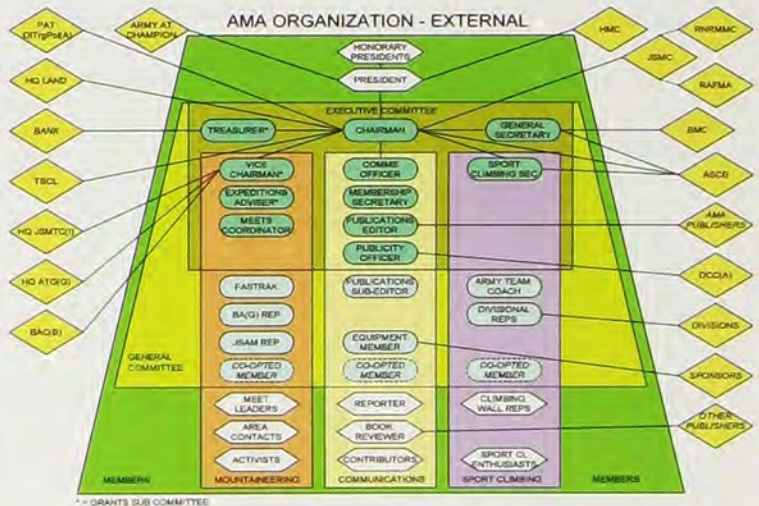 AMA ORGANIZATION - EXTERNAL
PAT
DITrgPol(A)
ARMY AT
CHAMPION
HMC
RNRMMC
HONORARY
PRESIDENTS
PRESIDENT
JSMC
RAFMA
HQ LAND
EXECUTIVE COMMITTEE
BANK
TREASURER*
CHAIRMAN
GENERAL
SECRETARY
BMC
TSCL
VICE
CHAIRMAN*
COMMS
OFFICER
SPORT
CLIMBING SEC
ASCB
EXPEDITIONS
ADVISER*
MEMBERSHIP
SECRETARY
HQ JSMTC(I)
MEETS
COORDINATOR
PUBLICATIONS
EDITOR
AMA
PUBLISHERS
PUBLICITY
OFFICER
HQ ATG(G)
DCC(A)
FASTRAK
PUBLICATIONS
SUB-EDITOR
ARMY TEAM
COACH
BA(G) REP
DIVISIONAL
REPS
BAC(B)
DIVISIONS
JSAM REP
EQUIPMENT
MEMBER
GENERAL
COMMITTEE
CO-OPTED
MEMBER
CO-OPTED
MEMBER
CO-OPTED
MEMBER
SPONSORS
MEET
LEADERS
REPORTER
CLIMBING
WALL REPS
AREA
CONTACTS
BOOK
REVIEWER
OTHER
PUBLISHERS
ACTIVISTS
CONTRIBUTORS
SPORT CL
ENTHUSIASTS
MEMBERS
MOUNTAINEERING
COMMUNICATIONS
SPORT CLIMBING
MEMBERS
* = GRANTS SUB COMMITTEE